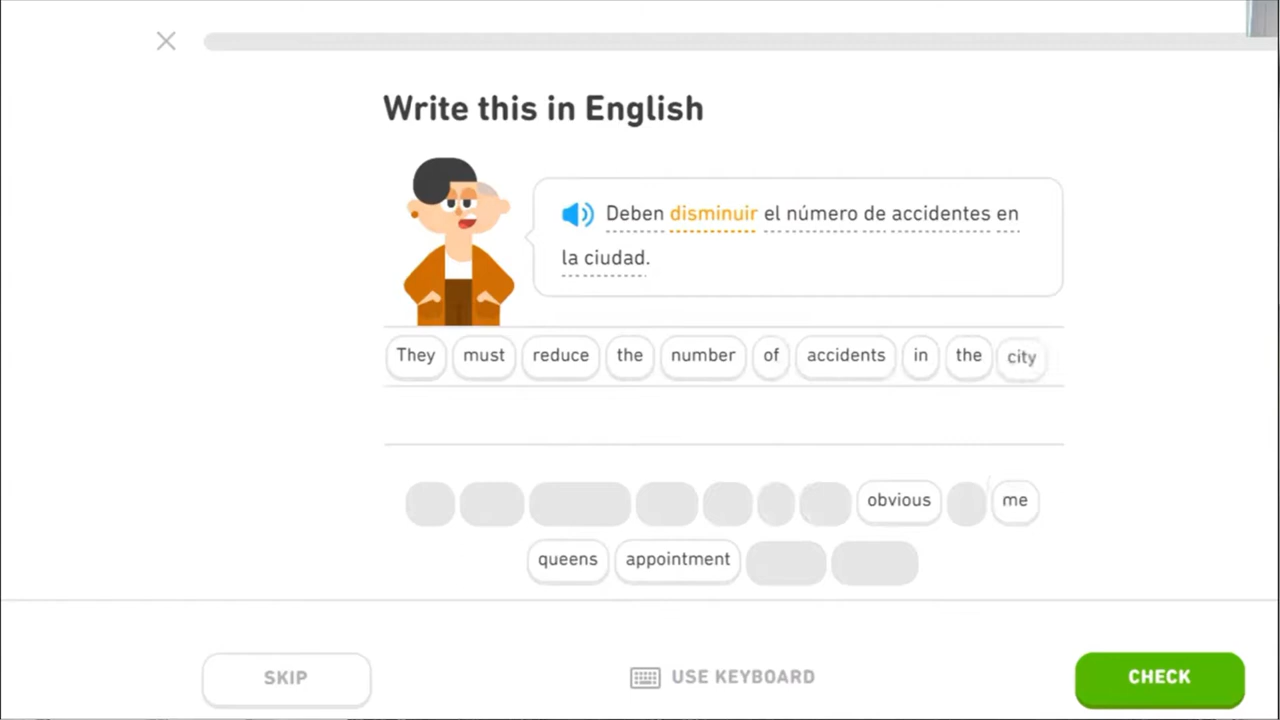 Write this in English
Deben disminuir el número de accidentes en
la ciudad.
They must reduce the number of accidents in the city
obvious me
queens appointment
SKIP USE KEYBOARD CHECK